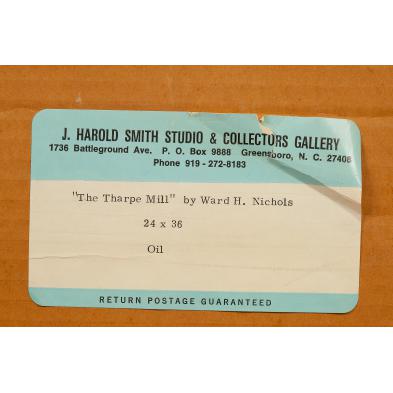 J. HAROLD SMITH STUDIO & COLLECTORS GALLERY
1736 Battleground Ave. P. O. Box 9888 Greensboro, N. C. 27408
Phone 919 - 272-8183
"The Tharpe Mill" by Ward H. Nichols
24 x 36
Oil
RETURN POSTAGE GUARANTEED